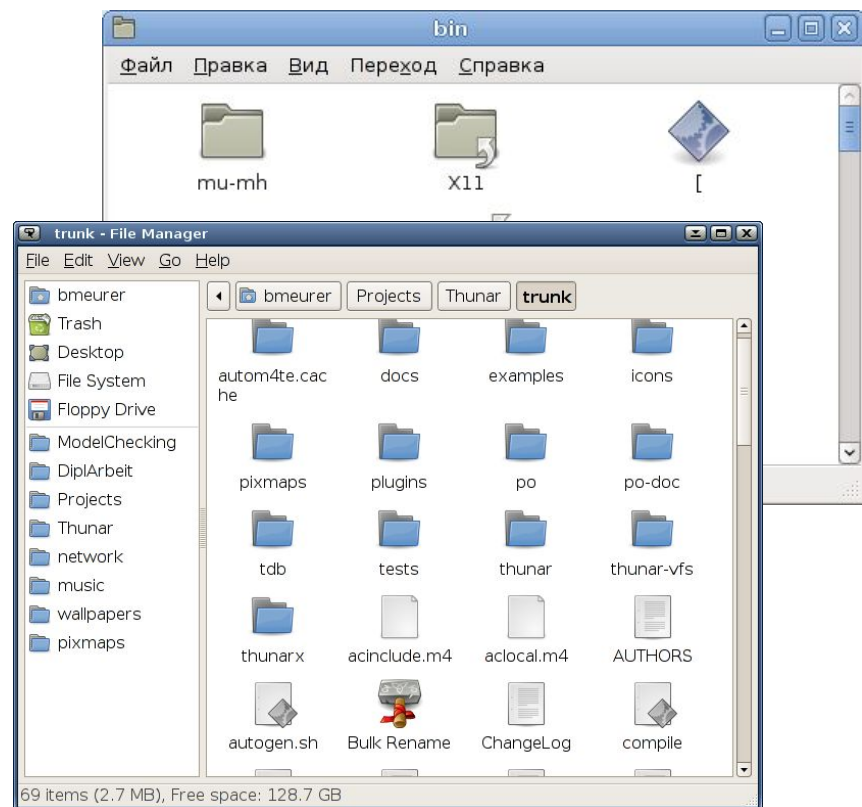 bin
Файл Правка Вид Переход Справка
mu-mh X11 [
trunk - File Manager
File Edit View Go Help
bmeurer
Trash
Desktop
File System
Floppy Drive
ModelChecking
DiplArbeit
Projects
Thunar
network
music
wallpapers
pixmaps
bmeurer Projects Thunar trunk
autom4te.cac docs examples icons
he
pixmaps plugins po po-doc
tdb tests thunar thunar-vfs
thunarx acinclude.m4 aclocal.m4 AUTHORS
autogen.sh Bulk Rename ChangeLog compile
69 items (2.7 MB), Free space: 128.7 GB